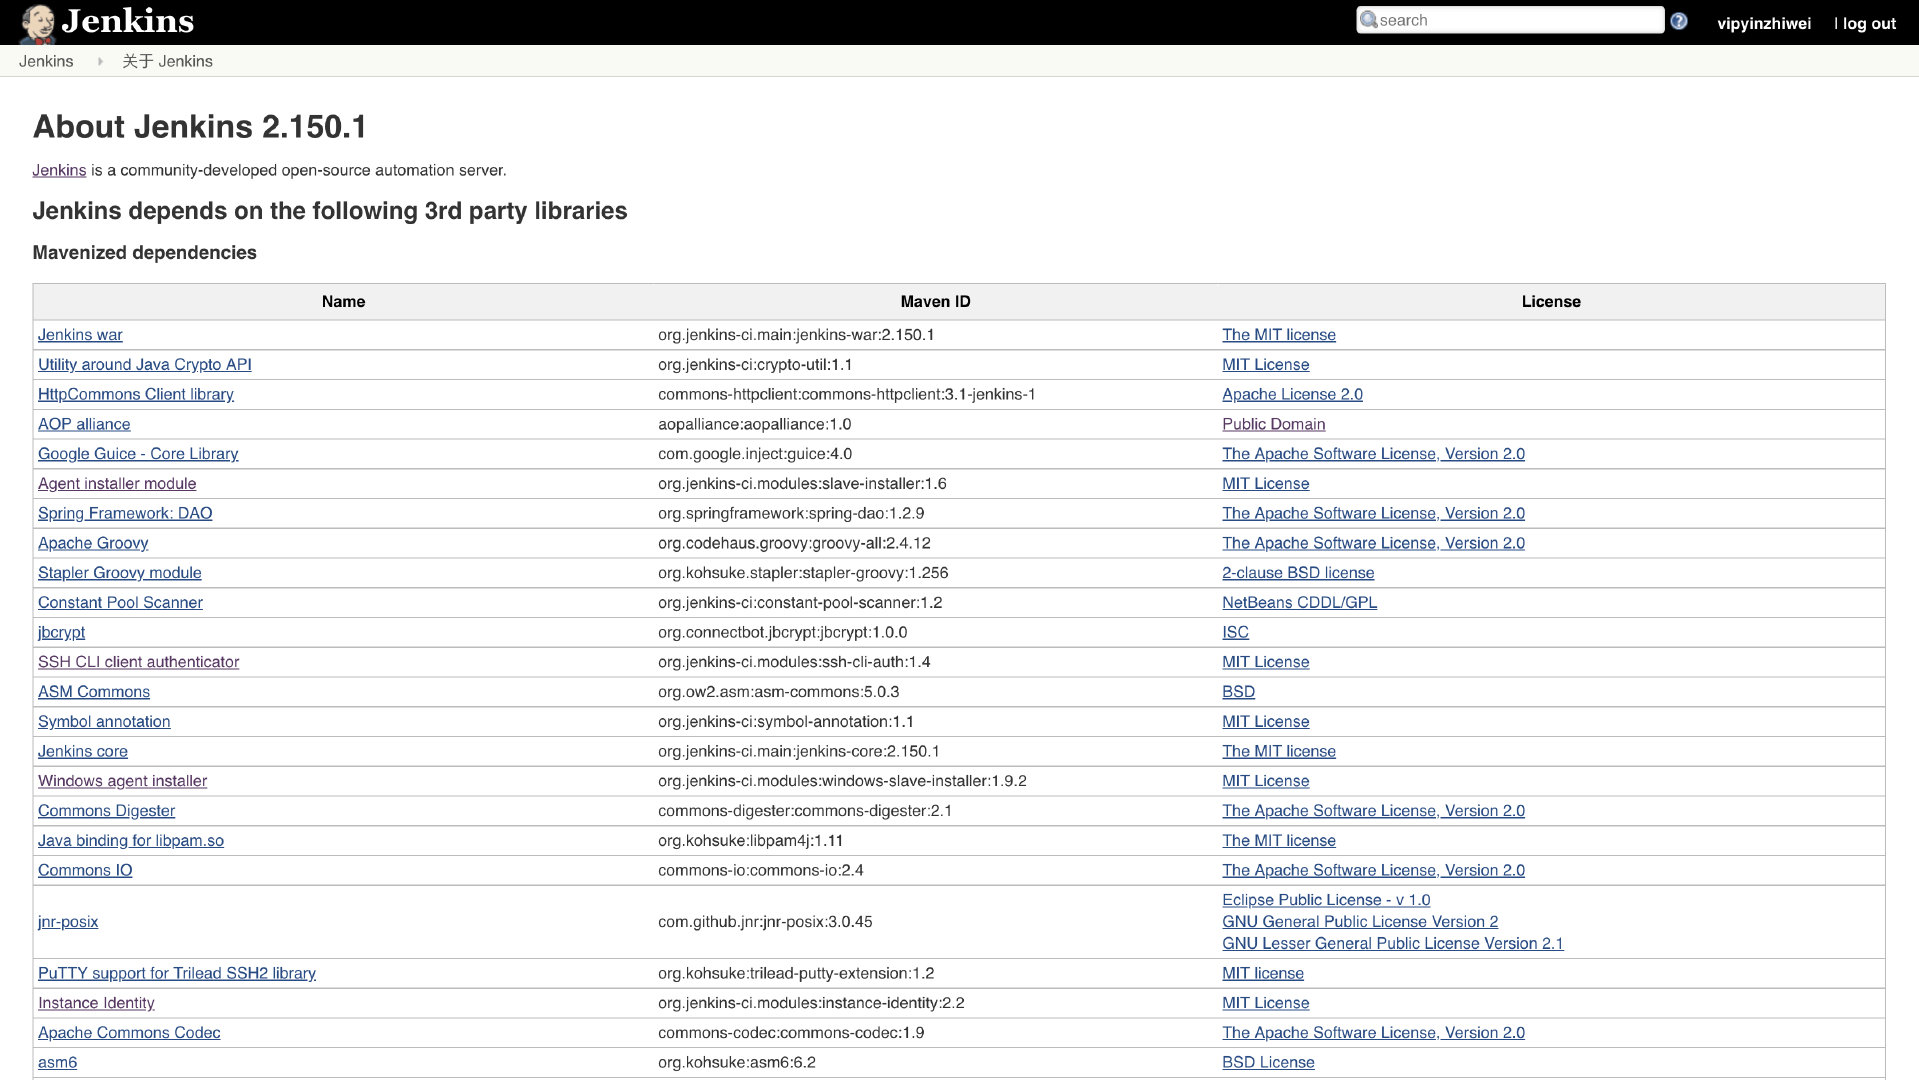 Jenkins
search
vipyinzhiwei
| log out
Jenkins
关于 Jenkins
About Jenkins 2.150.1
Jenkins is a community-developed open-source automation server.
Jenkins depends on the following 3rd party libraries
Mavenized dependencies
Name Maven ID License
Jenkins war org.jenkins-ci.main:jenkins-war:2.150.1 The MIT license
Utility around Java Crypto API org.jenkins-ci:crypto-util:1.1 MIT License
HttpCommons Client library commons-httpclient:commons-httpclient:3.1-jenkins-1 Apache License 2.0
AOP alliance aopalliance:aopalliance:1.0 Public Domain
Google Guice - Core Library com.google.inject:guice:4.0 The Apache Software License, Version 2.0
Agent installer module org.jenkins-ci.modules:slave-installer:1.6 MIT License
Spring Framework: DAO org.springframework:spring-dao:1.2.9 The Apache Software License, Version 2.0
Apache Groovy org.codehaus.groovy:groovy-all:2.4.12 The Apache Software License, Version 2.0
Stapler Groovy module org.kohsuke.stapler:stapler-groovy:1.256 2-clause BSD license
Constant Pool Scanner org.jenkins-ci:constant-pool-scanner:1.2 NetBeans CDDL/GPL
jbcrypt org.connectbot.jbcrypt:jbcrypt:1.0.0 ISC
SSH CLI client authenticator org.jenkins-ci.modules:ssh-cli-auth:1.4 MIT License
ASM Commons org.ow2.asm:asm-commons:5.0.3 BSD
Symbol annotation org.jenkins-ci:symbol-annotation:1.1 MIT License
Jenkins core org.jenkins-ci.main:jenkins-core:2.150.1 The MIT license
Windows agent installer org.jenkins-ci.modules:windows-slave-installer:1.9.2 MIT License
Commons Digester commons-digester:commons-digester:2.1 The Apache Software License, Version 2.0
Java binding for libpam.so org.kohsuke:libpam4j:1.11 The MIT license
Commons IO commons-io:commons-io:2.4 The Apache Software License, Version 2.0
jnr-posix com.github.jnr:jnr-posix:3.0.45 Eclipse Public License - v 1.0
GNU General Public License Version 2
GNU Lesser General Public License Version 2.1
PuTTY support for Trilead SSH2 library org.kohsuke:trilead-putty-extension:1.2 MIT license
Instance Identity org.jenkins-ci.modules:instance-identity:2.2 MIT License
Apache Commons Codec commons-codec:commons-codec:1.9 The Apache Software License, Version 2.0
asm6 org.kohsuke:asm6:6.2 BSD License